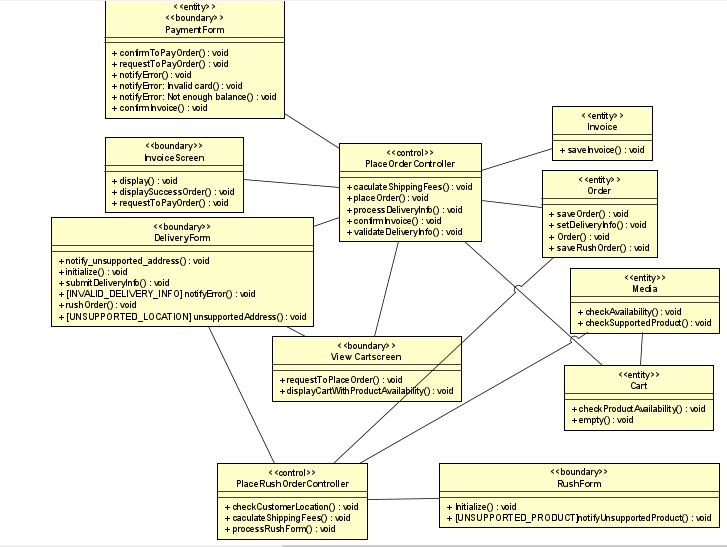 <<entity>>
<<boundary>>
PaymentForm
+ confirmToPayOrder() : void
+ requestToPayOrder() : void
+ notifyError() : void
+ notifyError: Invalid card() : void
+ notifyError: Not enough balance() : void
+ confirmInvoice() : void
<<boundary>>
InvoiceScreen
+ display() : void
+ displaySuccessOrder() : void
+ requestToPayOrder() : void
<<control>>
PlaceOrderController
+ caculateShippingFees() : void
+ placeOrder() : void
+ processDeliveryInfo() : void
+ confirmInvoice() : void
+ validateDeliveryInfo() : void
<<entity>>
Invoice
+ saveInvoice() : void
<<entity>>
Order
+ saveOrder() : void
+ setDeliveryInfo() : void
+ Order() : void
+ saveRushOrder() : void
<<boundary>>
DeliveryForm
+ notify_unsupported_address() : void
+ initialize() : void
+ submitDeliveryInfo() : void
+ [INVALID_DELIVERY_INFO] notifyError() : void
+ rushOrder() : void
+ [UNSUPPORTED_LOCATION] unsupportedAddress() : void
<<entity>>
Media
+ checkAvailability() : void
+ checkSupportedProduct() : void
<<boundary>>
View Cartscreen
+ requestToPlaceOrder() : void
+ displayCartWithProductAvailability() : void
<<entity>>
Cart
+ checkProductAvailability() : void
+ empty() : void
<<control>>
PlaceRushOrderController
+ checkCustomerLocation() : void
+ caculateShippingFees() : void
+ processRushForm() : void
<<boundary>>
RushForm
+ Initialize() : void
+ [UNSUPPORTED_PRODUCT]notifyUnsupportedProduct() : void